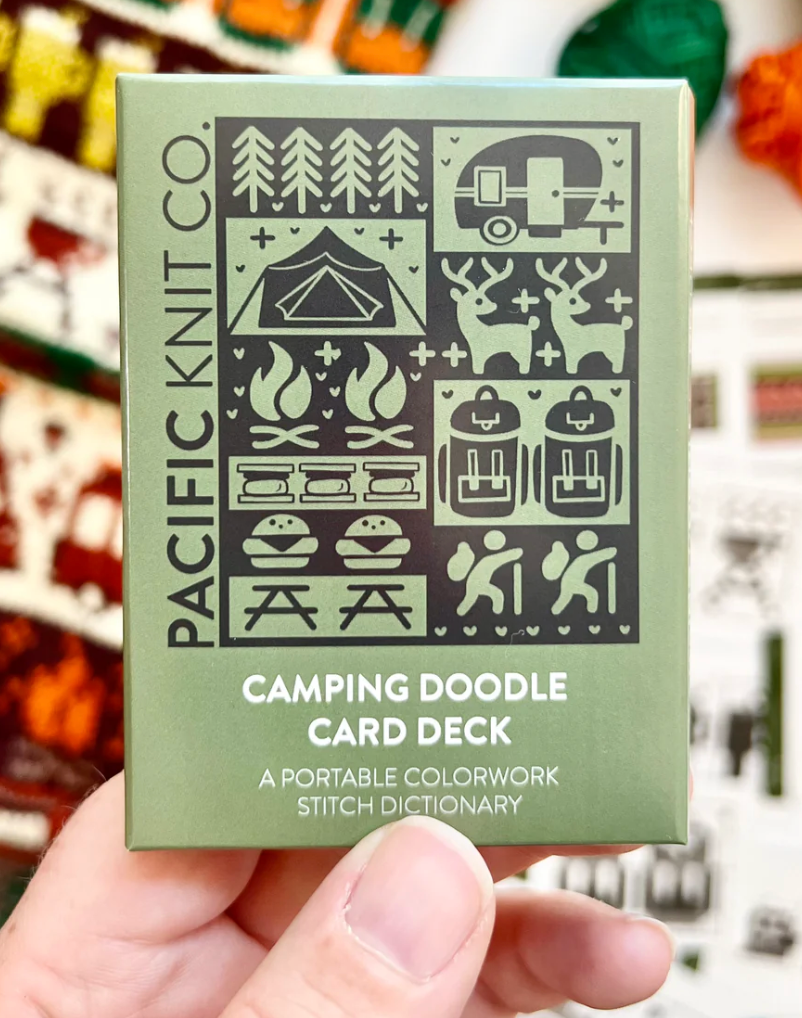 PACIFIC KNIT CO.
CAMPING DOODLE
CARD DECK
A PORTABLE COLORWORK
STITCH DICTIONARY